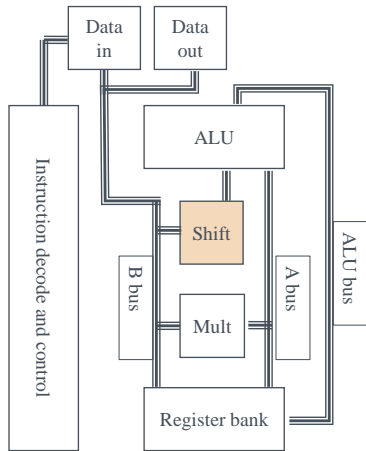 Data
in
Data
out
ALU
Instruction decode and control
Shift
B bus
A bus
ALU bus
Mult
Register bank